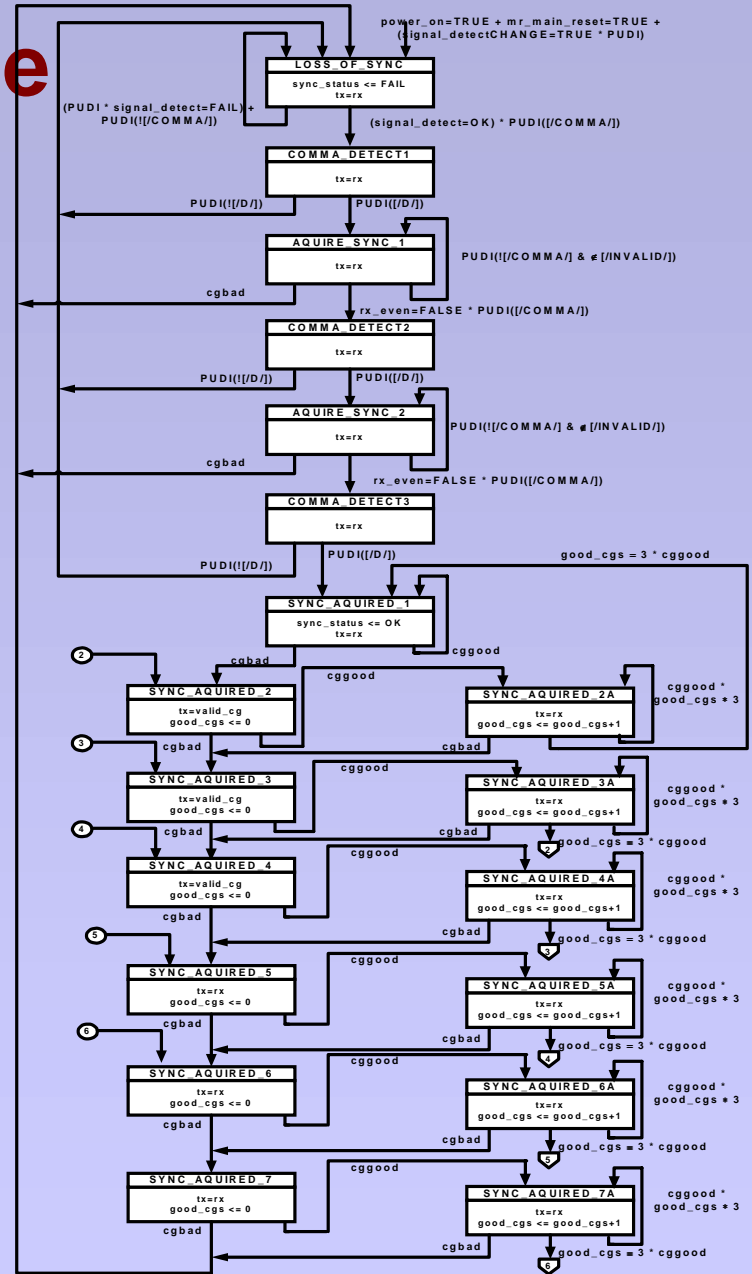 e
power_on=TRUE + mr_main_reset=TRUE +
(signal_detectCHANGE=TRUE * PUDI)
LOSS_OF_SYNC
sync_status <= FAIL
tx=rx
(PUDI * signal_detect=FAIL) +
PUDI(![/COMMA/])
(signal_detect=OK) * PUDI([/COMMA/])
COMMA_DETECT1
tx=rx
PUDI(![/D/])
PUDI([/D/])
AQUIRE_SYNC_1
tx=rx
PUDI(![/COMMA/] & ∉ [/INVALID/])
cgbad
rx_even=FALSE * PUDI([/COMMA/])
COMMA_DETECT2
tx=rx
PUDI(![/D/])
PUDI([/D/])
AQUIRE_SYNC_2
tx=rx
PUDI(![/COMMA/] & ∉ [/INVALID/])
cgbad
rx_even=FALSE * PUDI([/COMMA/])
COMMA_DETECT3
tx=rx
PUDI(![/D/])
PUDI([/D/])
good_cgs = 3 * cggood
SYNC_AQUIRED_1
sync_status <= OK
tx=rx
cgbad
cggood
2
SYNC_AQUIRED_2
tx=valid_cg
good_cgs <= 0
cggood
SYNC_AQUIRED_2A
tx=rx
good_cgs <= good_cgs+1
cggood *
good_cgs * 3
cgbad
cgbad
3
SYNC_AQUIRED_3
tx=valid_cg
good_cgs <= 0
cggood
SYNC_AQUIRED_3A
tx=rx
good_cgs <= good_cgs+1
cggood *
good_cgs * 3
cgbad
cgbad
2
good_cgs = 3 * cggood
4
SYNC_AQUIRED_4
tx=valid_cg
good_cgs <= 0
cggood
SYNC_AQUIRED_4A
tx=rx
good_cgs <= good_cgs+1
cggood *
good_cgs * 3
cgbad
cgbad
3
good_cgs = 3 * cggood
5
SYNC_AQUIRED_5
tx=rx
good_cgs <= 0
cggood
SYNC_AQUIRED_5A
tx=rx
good_cgs <= good_cgs+1
cggood *
good_cgs * 3
cgbad
cgbad
4
good_cgs = 3 * cggood
6
SYNC_AQUIRED_6
tx=rx
good_cgs <= 0
cggood
SYNC_AQUIRED_6A
tx=rx
good_cgs <= good_cgs+1
cggood *
good_cgs * 3
cgbad
cgbad
5
good_cgs = 3 * cggood
SYNC_AQUIRED_7
tx=rx
good_cgs <= 0
cggood
SYNC_AQUIRED_7A
tx=rx
good_cgs <= good_cgs+1
cggood *
good_cgs * 3
cgbad
cgbad
6
good_cgs = 3 * cggood